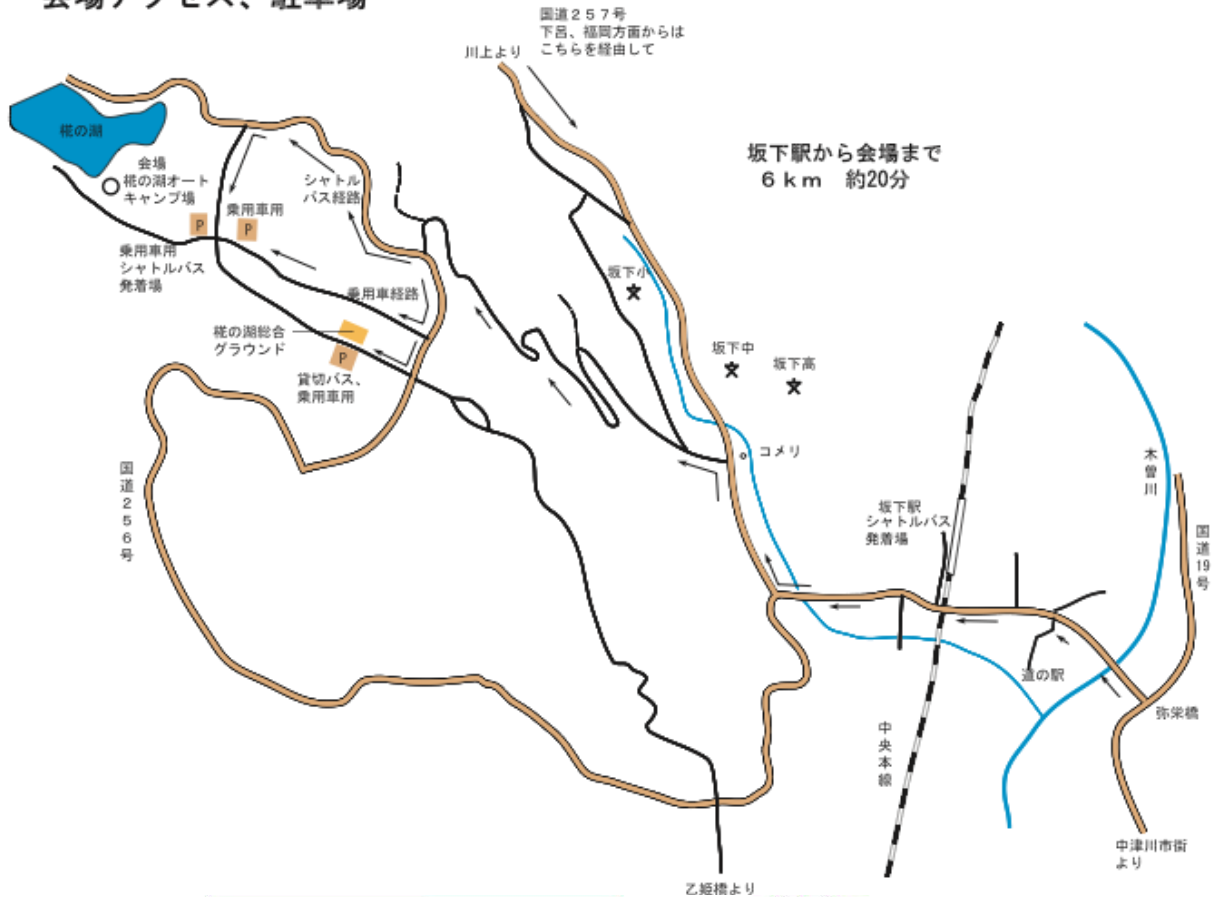 会場アクセス、駐車場
国道２５７号
下呂、福岡方面からは
こちらを経由して
川上より
坂下駅から会場まで
６ｋｍ　約20分
椛の湖
会場
椛の湖オート
キャンプ場
シャトル
バス経路
乗用車用
P
P
乗用車用
シャトルバス
発着場
乗用車経路
坂下小
椛の湖総合
グラウンド
P
貸切バス、
乗用車用
坂下中
坂下高
コメリ
国道２５６号
坂下駅
シャトルバス
発着場
木曽川
国道19号
道の駅
弥栄橋
中央本線
中津川市街
より
乙姫橋より